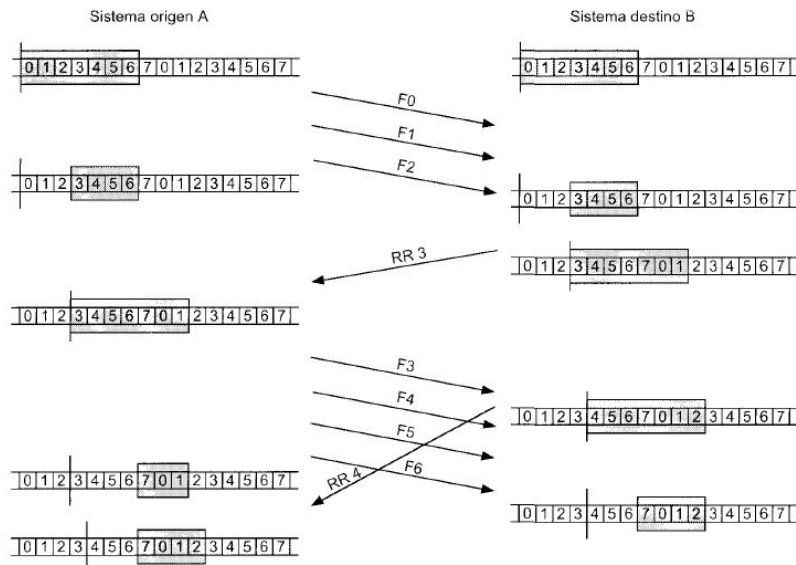 Sistema origen A
Sistema destino B
0 1 2 3 4 5 6 7 0 1 2 3 4 5 6 7
0 1 2 3 4 5 6 7 0 1 2 3 4 5 6 7
F0
F1
F2
0 1 2 3 4 5 6 7 0 1 2 3 4 5 6 7
0 1 2 3 4 5 6 7 0 1 2 3 4 5 6 7
RR 3
0 1 2 3 4 5 6 7 0 1 2 3 4 5 6 7
0 1 2 3 4 5 6 7 0 1 2 3 4 5 6 7
F3
F4
F5
F6
RR 4
0 1 2 3 4 5 6 7 0 1 2 3 4 5 6 7
0 1 2 3 4 5 6 7 0 1 2 3 4 5 6 7
0 1 2 3 4 5 6 7 0 1 2 3 4 5 6 7
0 1 2 3 4 5 6 7 0 1 2 3 4 5 6 7